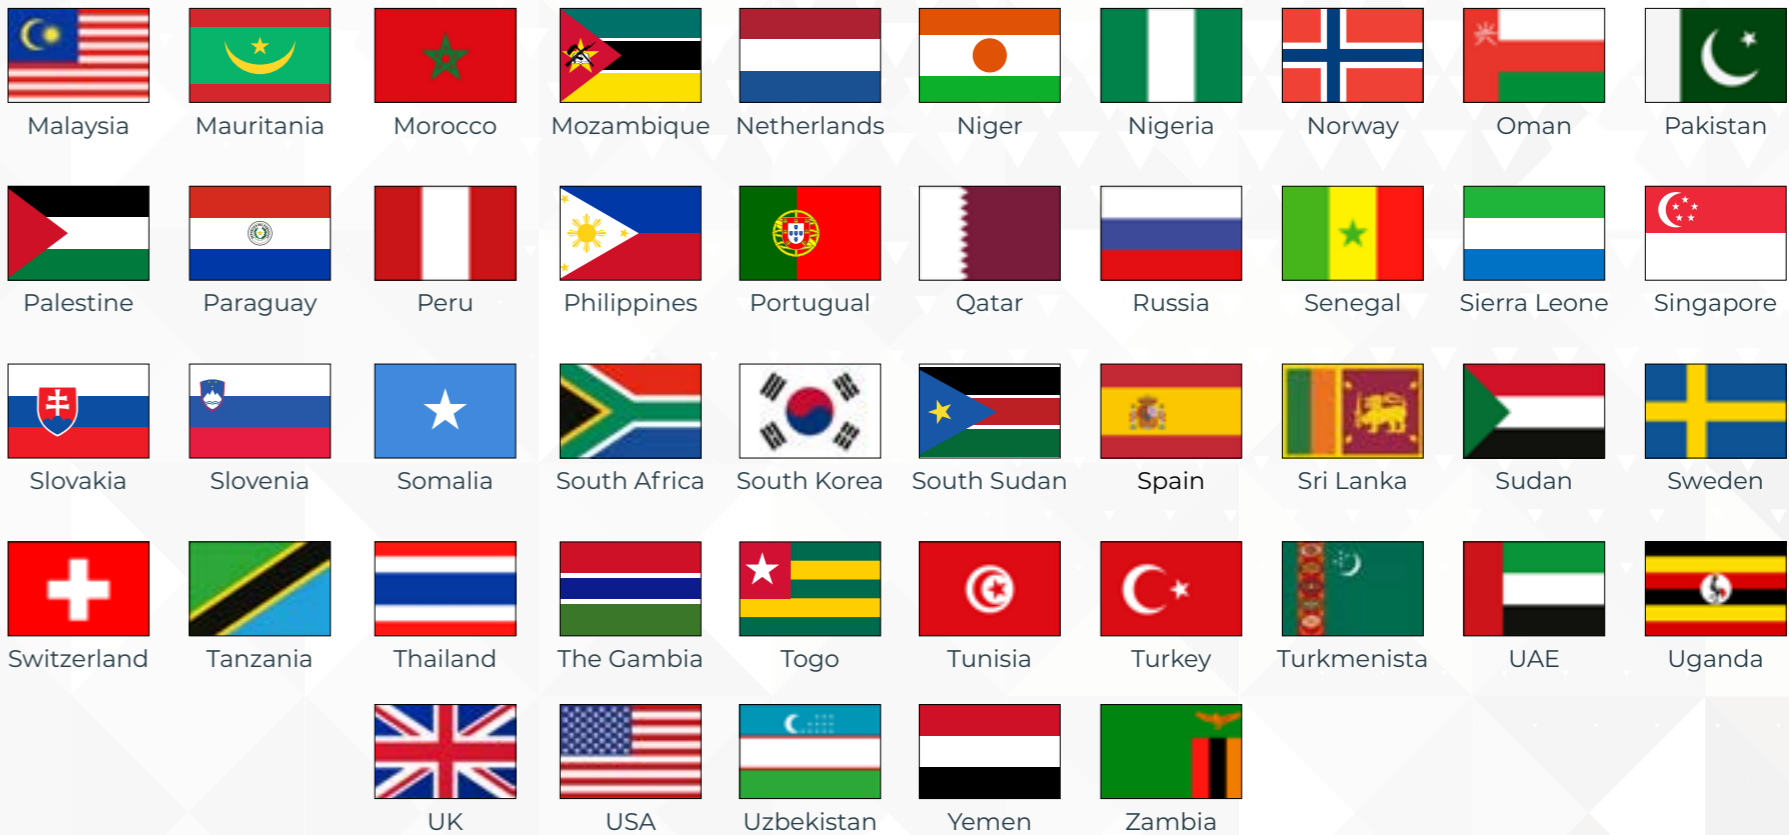 Malaysia Mauritania Morocco Mozambique Netherlands Niger Nigeria Norway Oman Pakistan
Palestine Paraguay Peru Philippines Portugual Qatar Russia Senegal Sierra Leone Singapore
Slovakia Slovenia Somalia South Africa South Korea South Sudan Spain Sri Lanka Sudan Sweden
Switzerland Tanzania Thailand The Gambia Togo Tunisia Turkey Turkmenista UAE Uganda
UK USA Uzbekistan Yemen Zambia